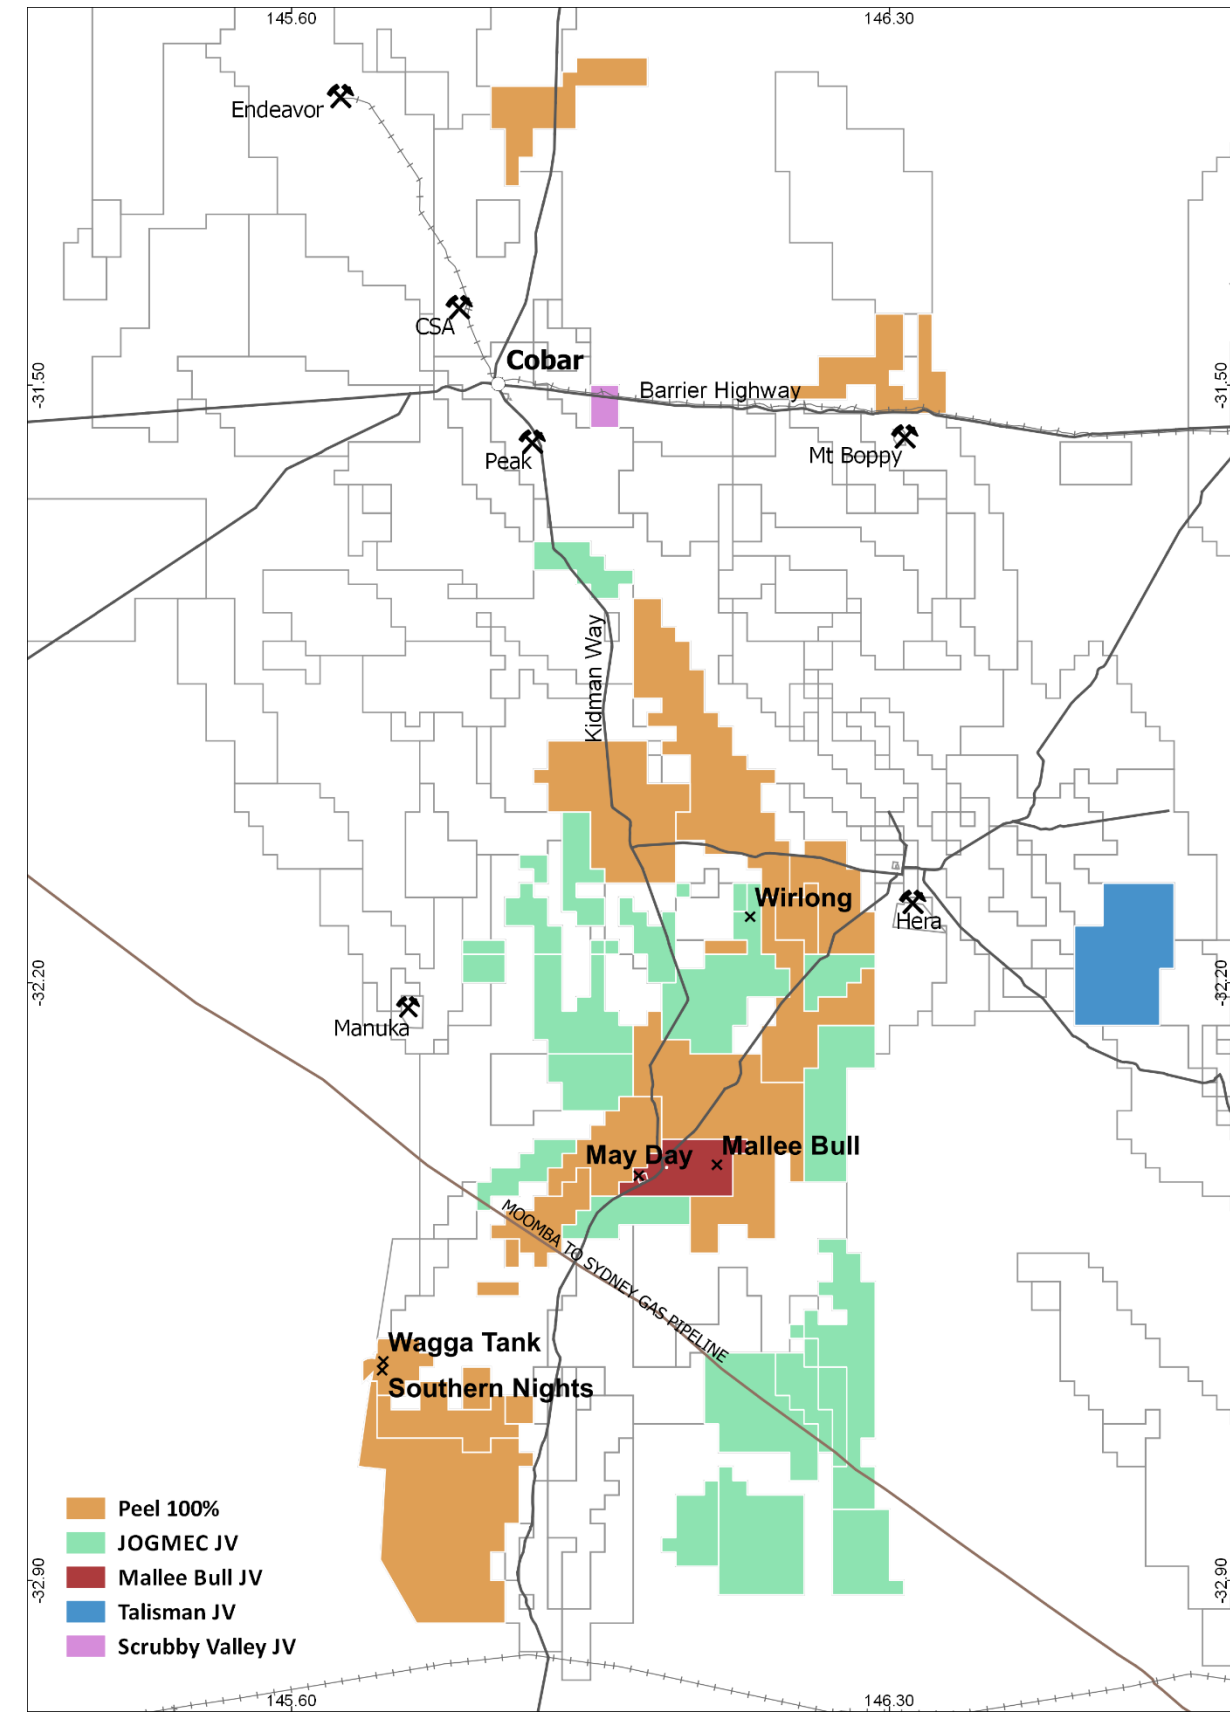 145.60
146.30
Endeavor
CSA
Cobar
-31.50
-31.50
Barrier Highway
Peak
Mt Boppy
Kidman Way
Wirlong
Hera
-32.20
-32.20
Manuka
May Day
Mallee Bull
MOOMBA TO SYDNEY GAS PIPELINE
Wagga Tank
Southern Nights
Peel 100%
JOGMEC JV
Mallee Bull JV
Talisman JV
Scrubby Valley JV
-32.90
-32.90
145.60
146.30